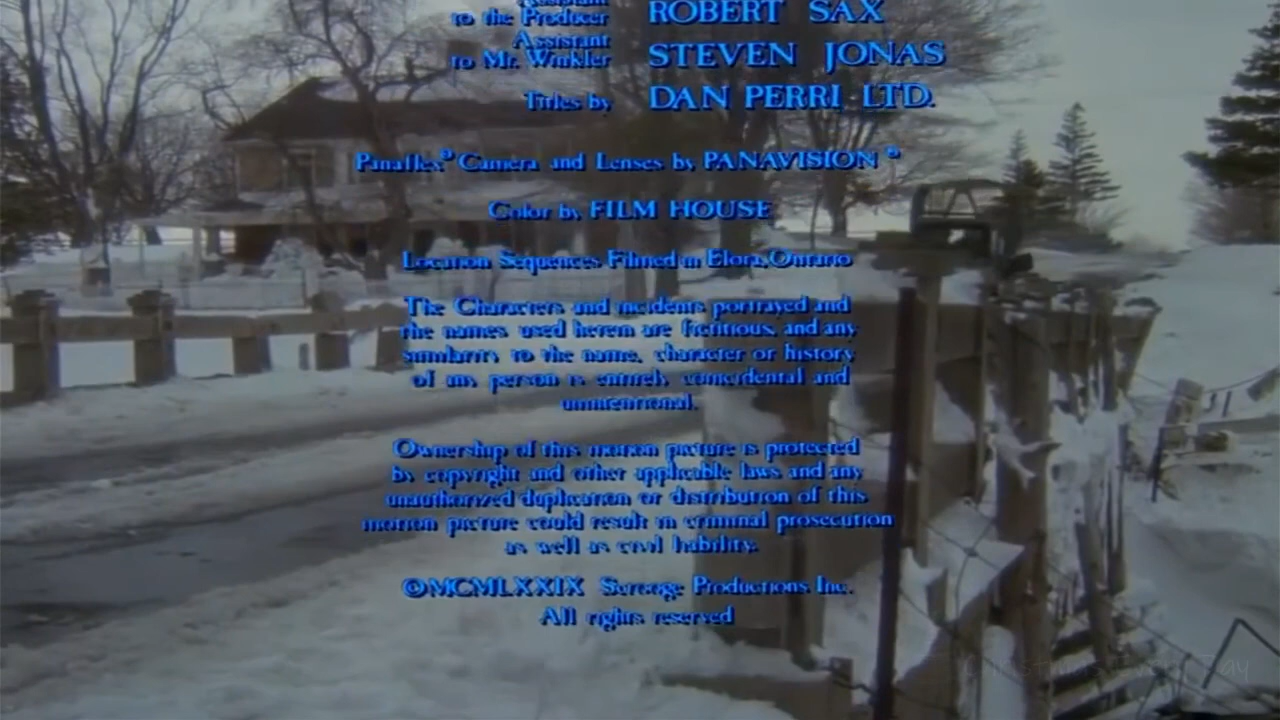 Assistant
to the Producer ROBERT SAX
Assistant
to Mr. Winkler STEVEN JONAS
Titles by DAN PERRI LTD.
Panaflex® Camera and Lenses by PANAVISION ®
Color by FILM HOUSE
Location Sequences Filmed in Elora, Ontario
The Characters and incidents portrayed and
the names used herein are fictitious, and any
similarity to the name, character or history
of any person is entirely coincidental and
unintentional.
Ownership of this motion picture is protected
by copyright and other applicable laws and any
unauthorized duplication or distribution of this
motion picture could result in criminal prosecution
as well as civil liability.
©MCMLXXIX Productions Inc.
All rights reserved
Christmas Day